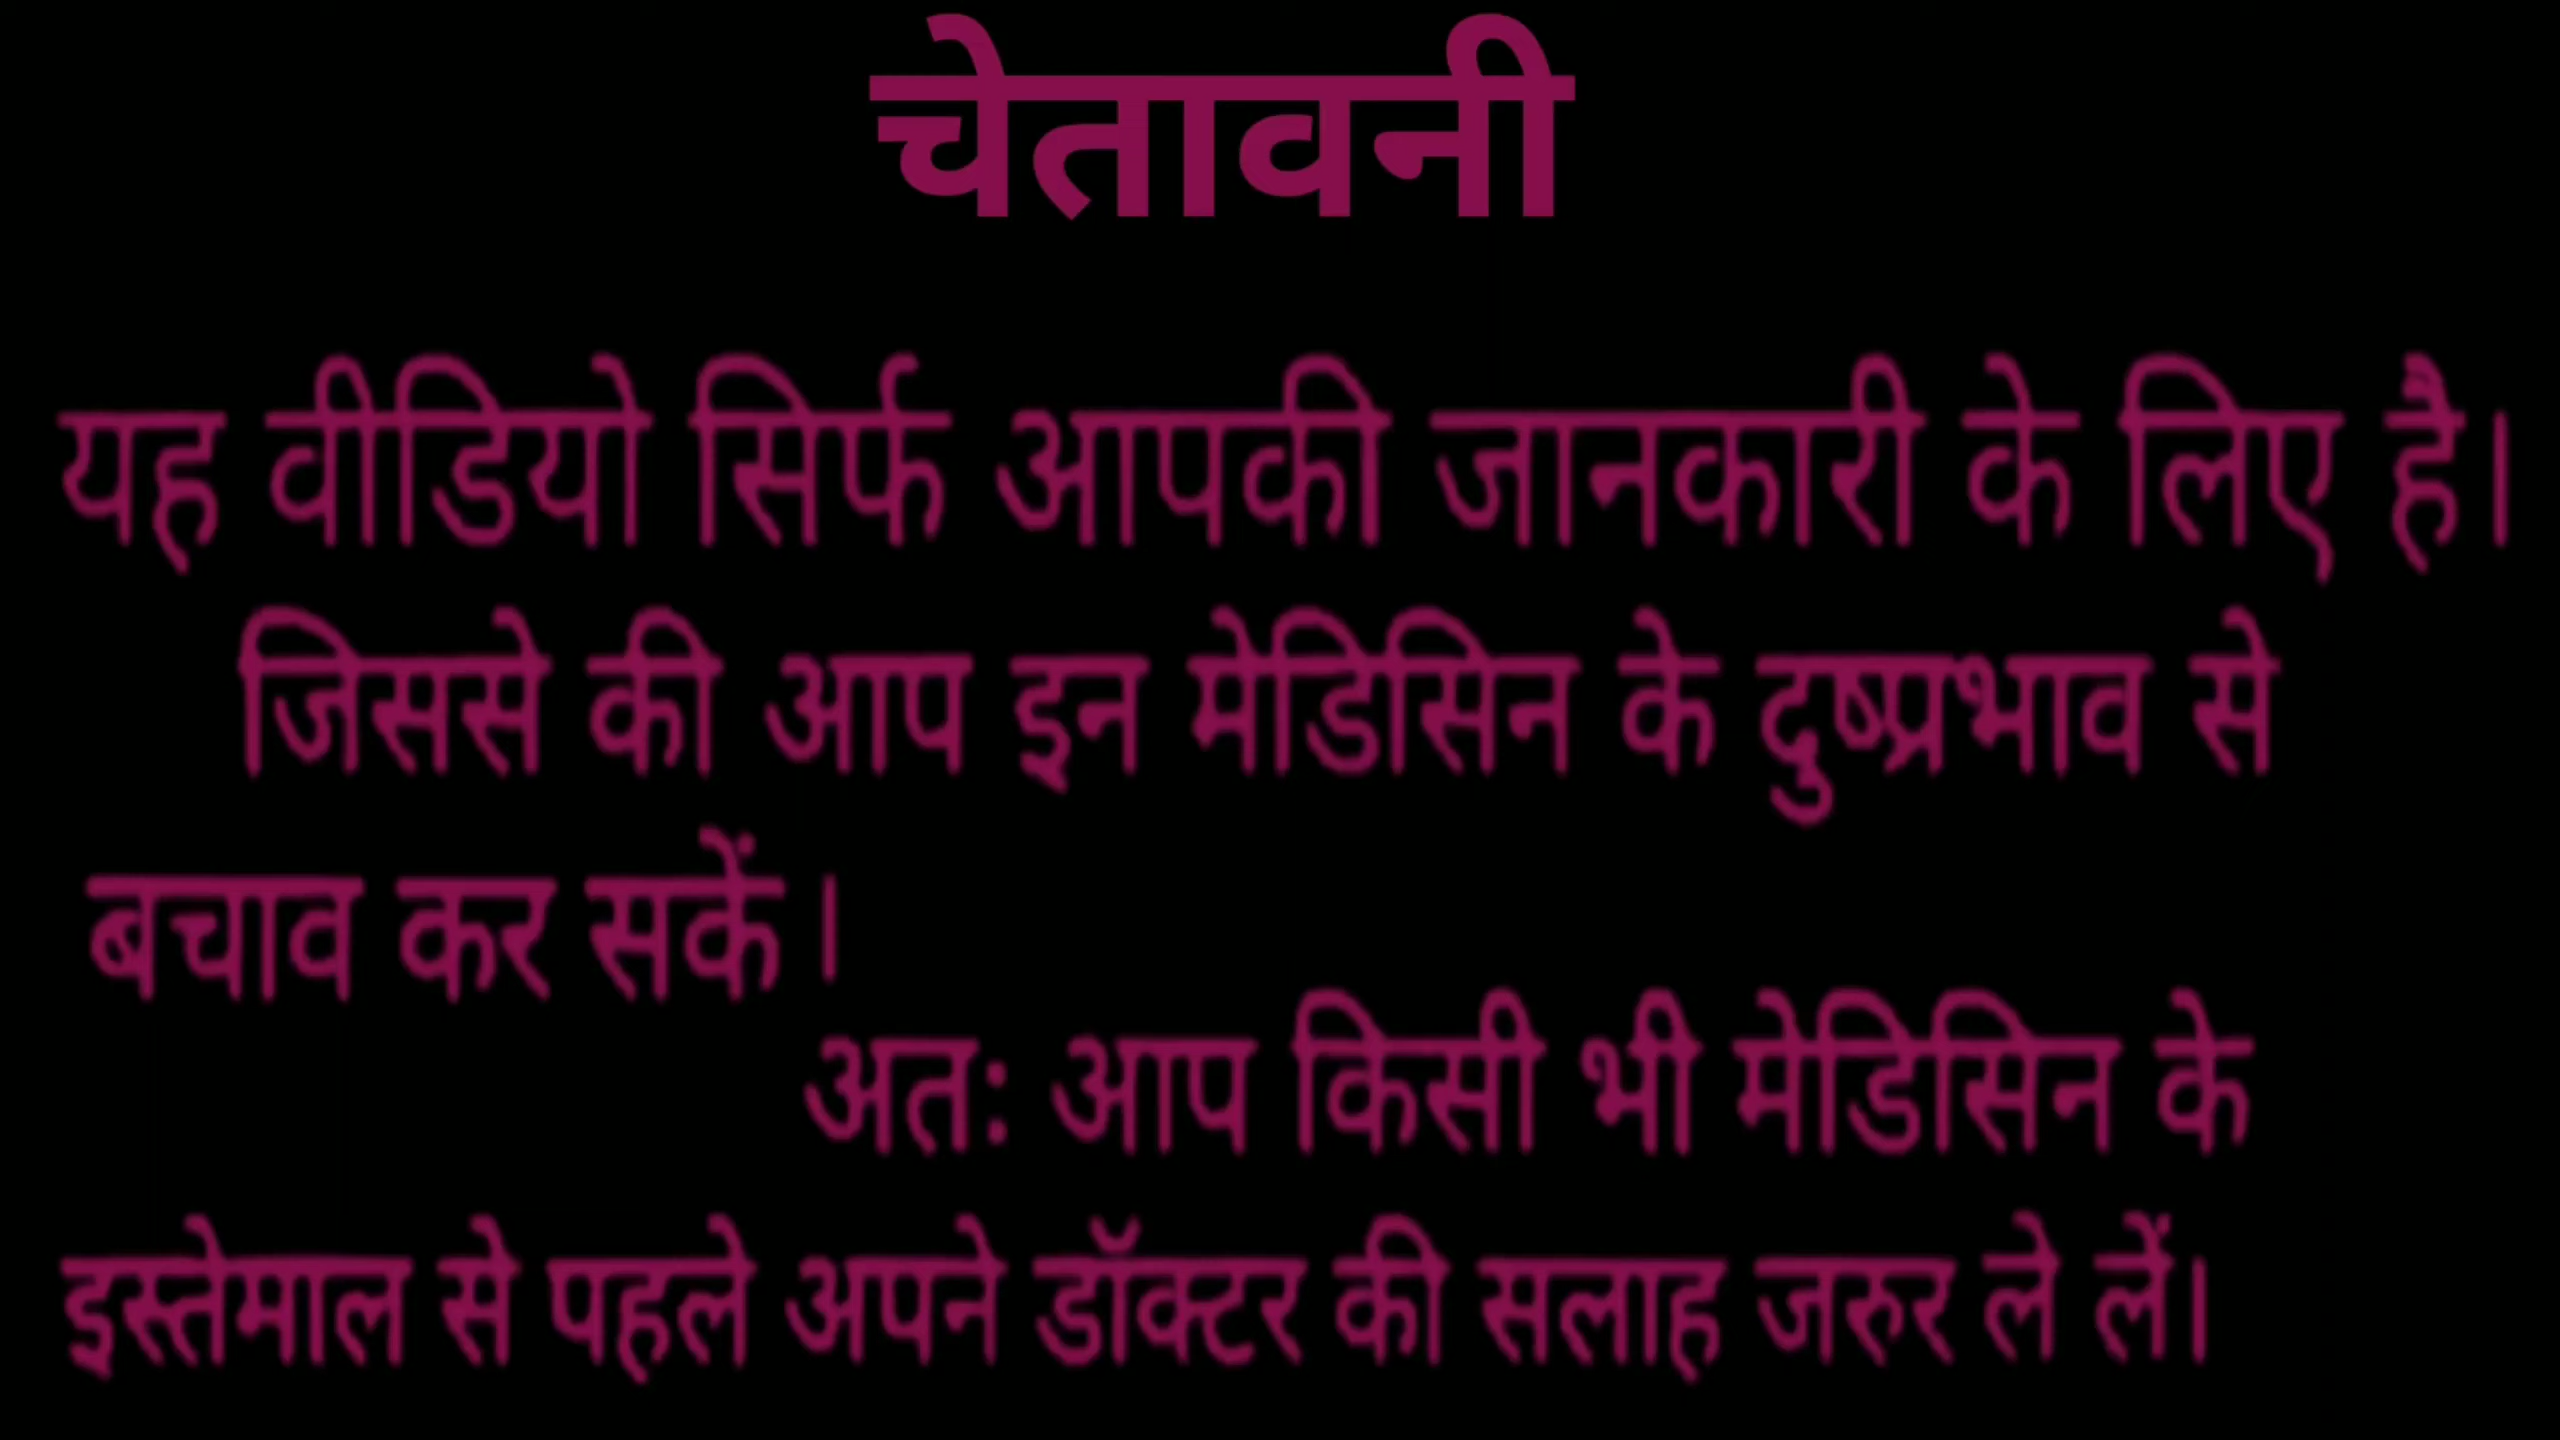 चेतावनी
यह वीडियो सिर्फ आपकी जानकारी के लिए है।
जिससे की आप इन मेडिसिन के दुष्प्रभाव से
बचाव कर सकें।
अतः आप किसी भी मेडिसिन के
इस्तेमाल से पहले अपने डॉक्टर की सलाह जरुर ले लें।